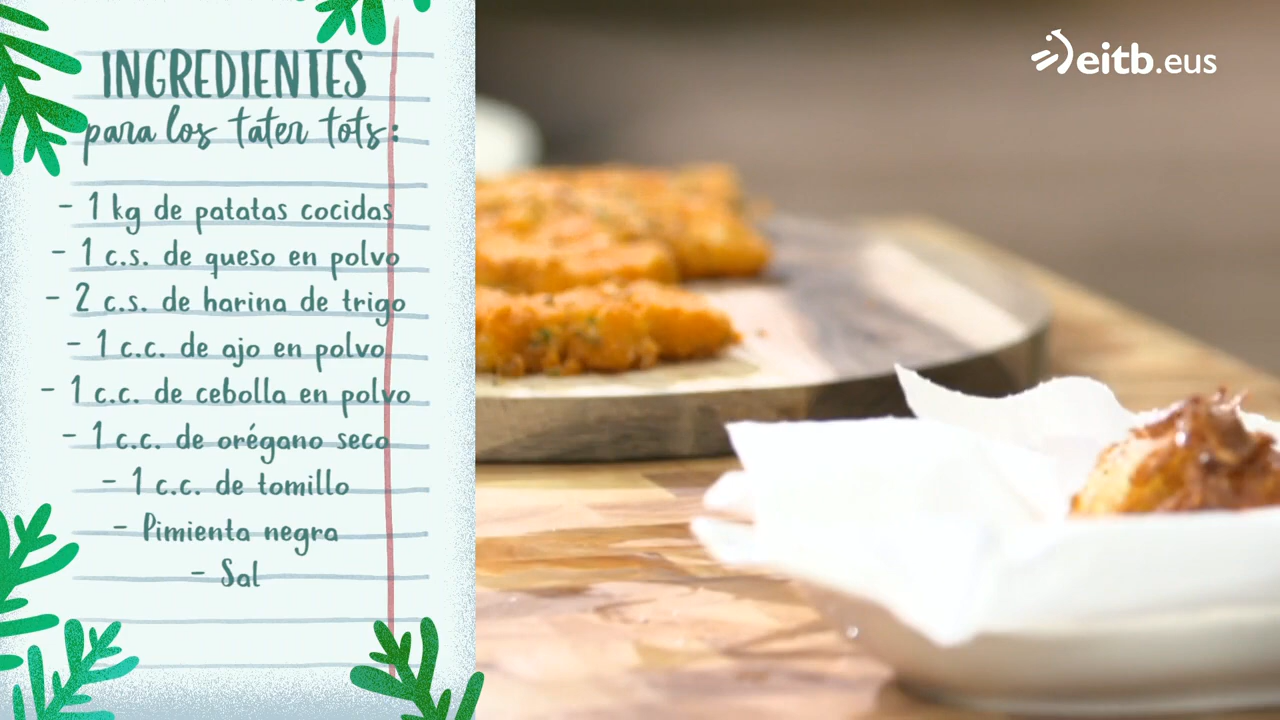 INGREDIENTES
para los tater tots:
- 1 kg de patatas cocidas
- 1 c.s. de queso en polvo
- 2 c.s. de harina de trigo
- 1 c.c. de ajo en polvo
- 1 c.c. de cebolla en polvo
- 1 c.c. de orégano seco
- 1 c.c. de tomillo
- Pimienta negra
- Sal
eitb.eus